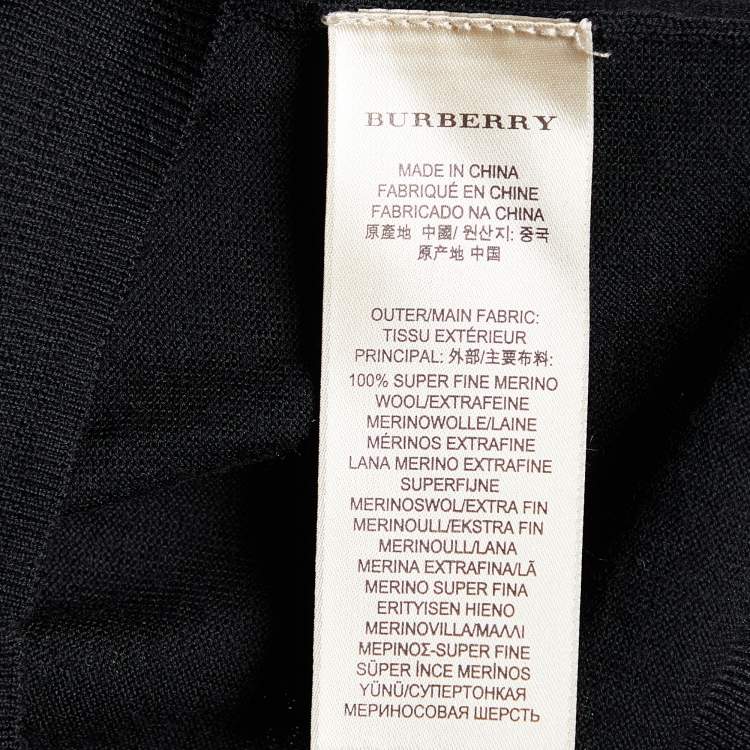 BURBERRY
MADE IN CHINA
FABRIQUÉ EN CHINE
FABRICADO NA CHINA
原產地 中國/ 원산지: 중국
原产地 中国
OUTER/MAIN FABRIC:
TISSU EXTÉRIEUR
PRINCIPAL: 外部/主要布料:
100% SUPER FINE MERINO
WOOL/EXTRAFEINE
MERINOWOLLE/LAINE
MÉRINOS EXTRAFINE
LANA MERINO EXTRAFINE
SUPERFIJNE
MERINOSWOL/EXTRA FIN
MERINOULL/EKSTRA FIN
MERINOULL/LANA
MERINA EXTRAFINA/LÃ
MERINO SUPER FINA
ERITYISEN HIENO
MERINOVILLA/ΜΑΛΛΙ
ΜΕΡΙΝΟΣ-SUPER FINE
SÜPER İNCE MERİNOS
YÜNÜ/СУПЕРТОНКАЯ
МЕРИНОСОВАЯ ШЕРСТЬ